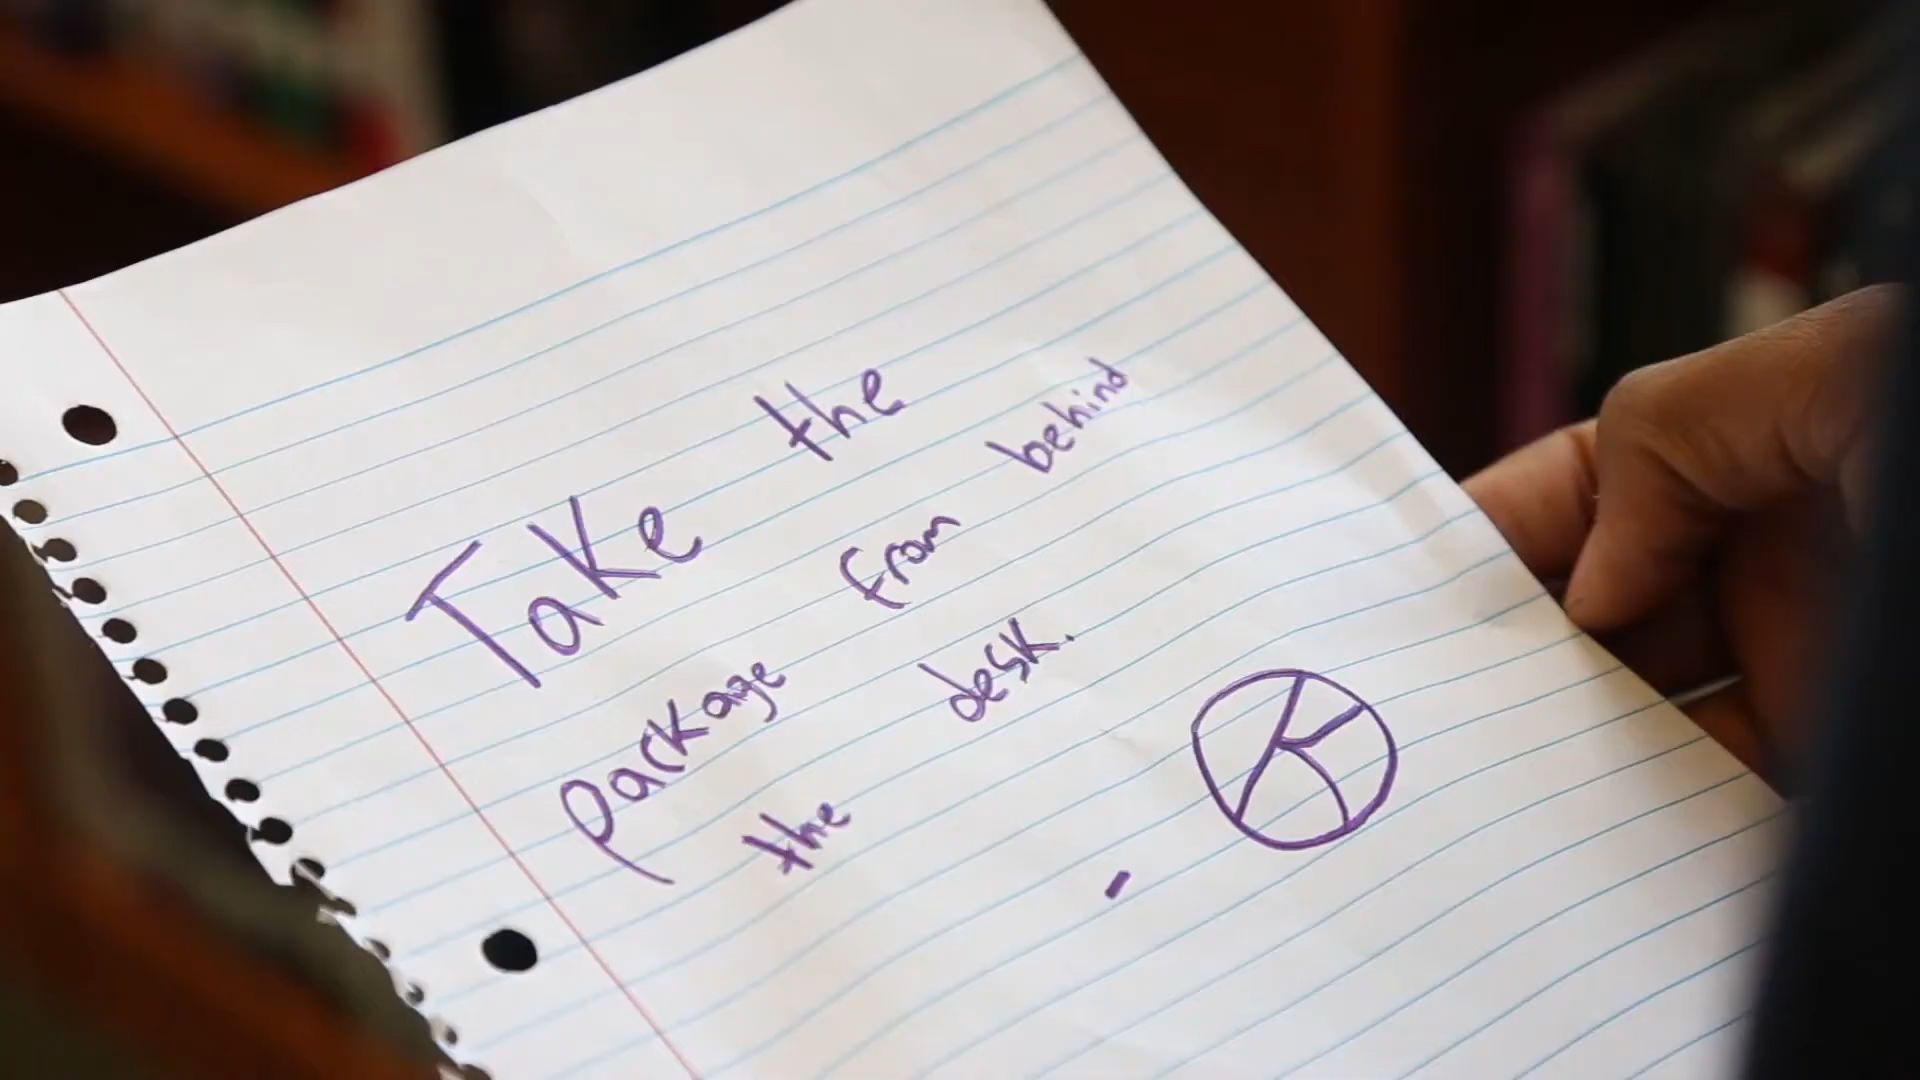 Take the
package from behind
the desk.
- K